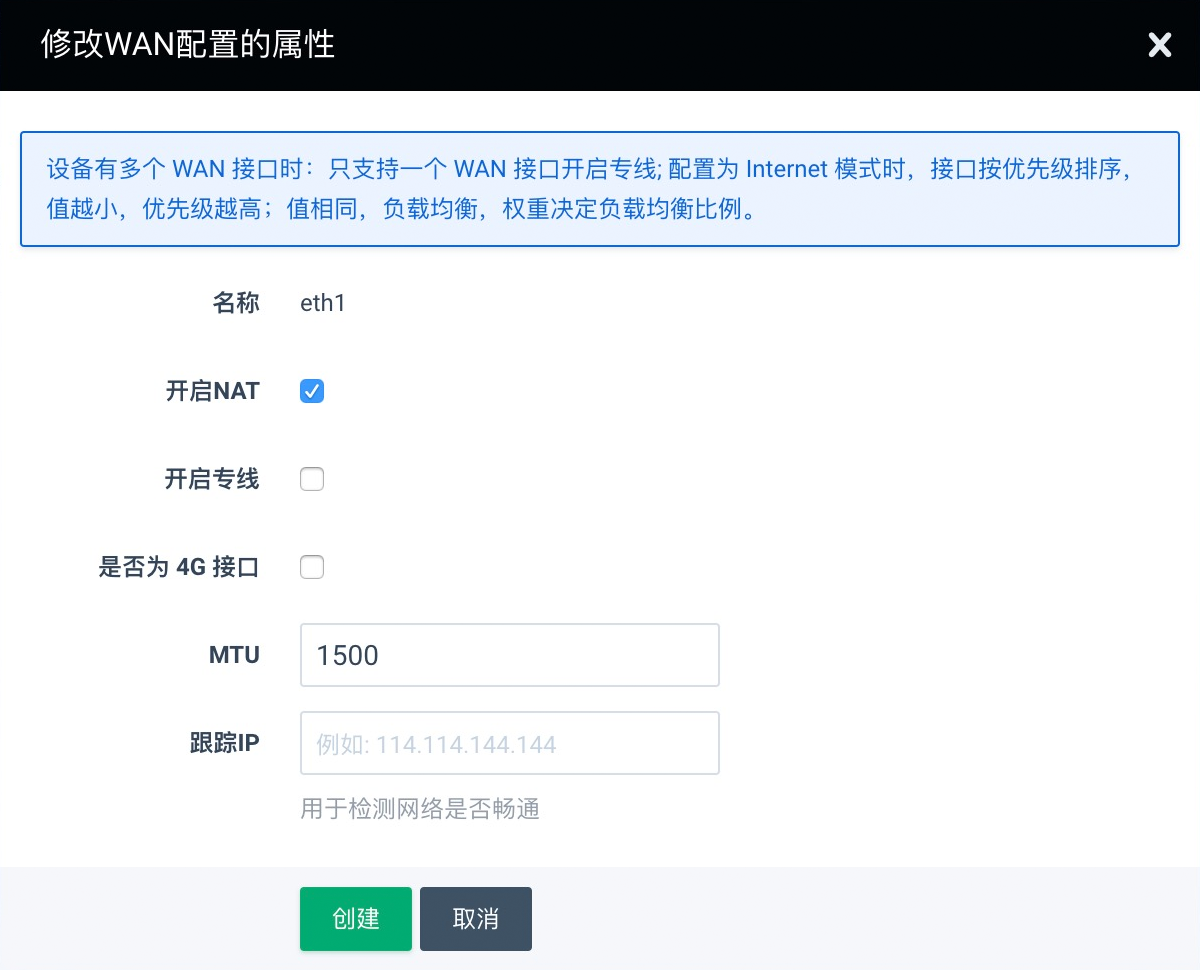 修改WAN配置的属性
设备有多个 WAN 接口时：只支持一个 WAN 接口开启专线; 配置为 Internet 模式时，接口按优先级排序，
值越小，优先级越高；值相同，负载均衡，权重决定负载均衡比例。
名称 eth1
开启NAT
开启专线
是否为 4G 接口
MTU 1500
跟踪IP 例如: 114.114.144.144
用于检测网络是否畅通
创建 取消